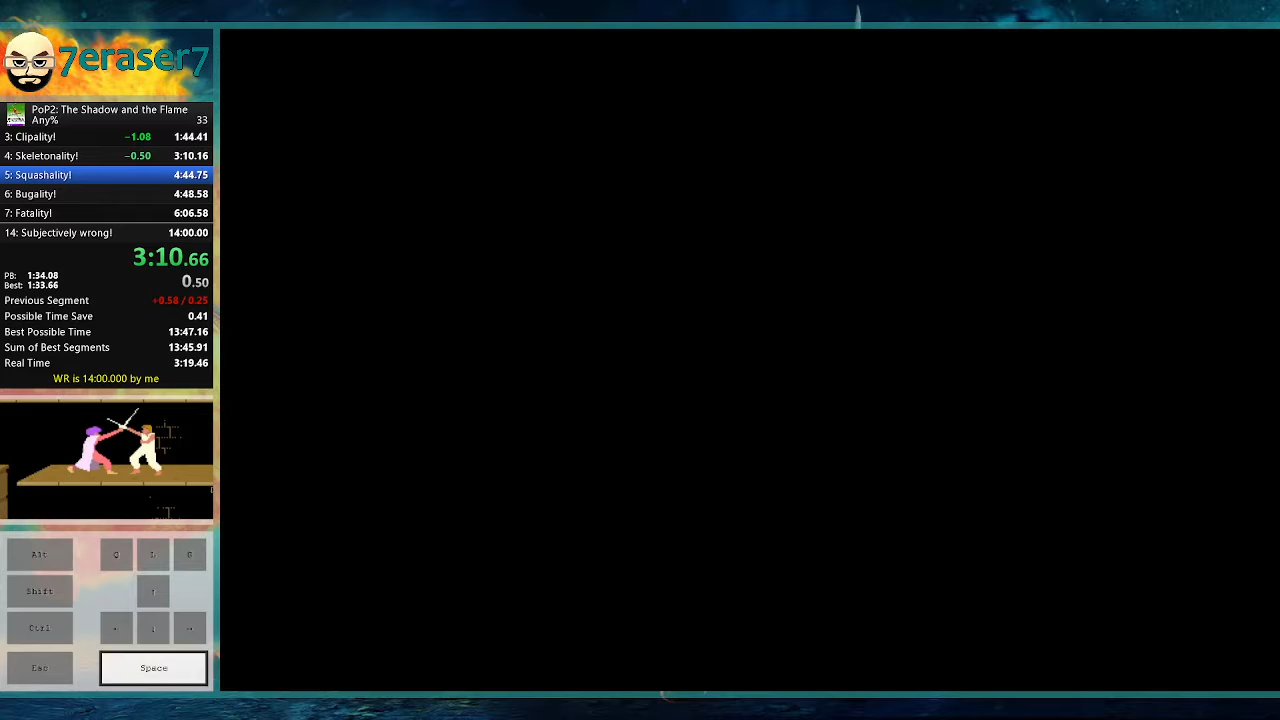 7eraser7
PoP2: The Shadow and the Flame
Any% 33
3: Clipality! −1.08 1:44.41
4: Skeletonality! −0.50 3:10.16
5: Squashality! 4:44.75
6: Bugality! 4:48.58
7: Fatality! 6:06.58
14: Subjectively wrong! 14:00.00
3:10.66
PB: 1:34.08
0.50
Best: 1:33.66
Previous Segment +0.58 / 0.25
Possible Time Save 0.41
Best Possible Time 13:47.16
Sum of Best Segments 13:45.91
Real Time 3:19.46
WR is 14:00.000 by me
Alt
Shift ↑
Ctrl ← ↓ →
Esc Space